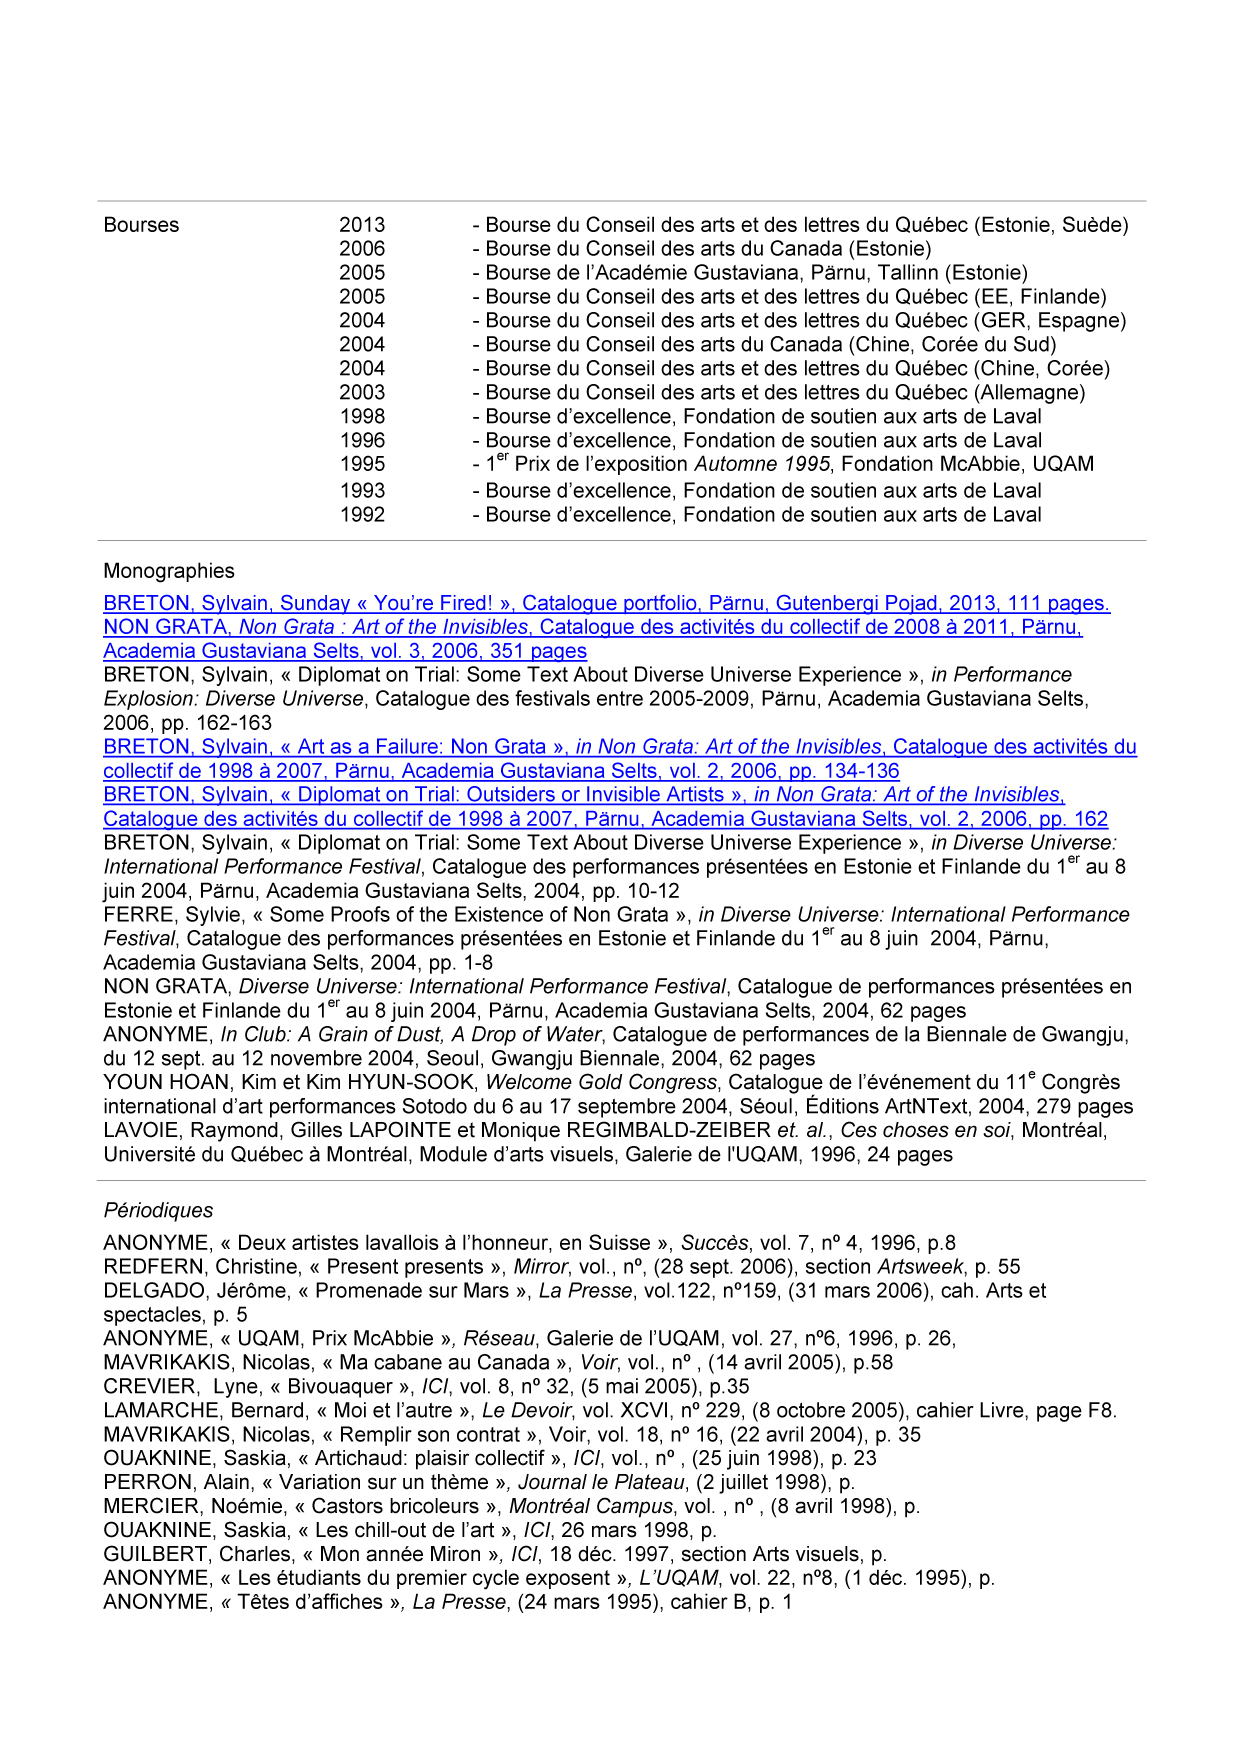 Bourses 2013 - Bourse du Conseil des arts et des lettres du Québec (Estonie, Suède)
2006 - Bourse du Conseil des arts du Canada (Estonie)
2005 - Bourse de l’Académie Gustaviana, Pärnu, Tallinn (Estonie)
2005 - Bourse du Conseil des arts et des lettres du Québec (EE, Finlande)
2004 - Bourse du Conseil des arts et des lettres du Québec (GER, Espagne)
2004 - Bourse du Conseil des arts du Canada (Chine, Corée du Sud)
2004 - Bourse du Conseil des arts et des lettres du Québec (Chine, Corée)
2003 - Bourse du Conseil des arts et des lettres du Québec (Allemagne)
1998 - Bourse d’excellence, Fondation de soutien aux arts de Laval
1996 - Bourse d’excellence, Fondation de soutien aux arts de Laval
1995 - 1er Prix de l’exposition Automne 1995, Fondation McAbbie, UQAM
1993 - Bourse d’excellence, Fondation de soutien aux arts de Laval
1992 - Bourse d’excellence, Fondation de soutien aux arts de Laval
Monographies
BRETON, Sylvain, Sunday « You’re Fired! », Catalogue portfolio, Pärnu, Gutenbergi Pojad, 2013, 111 pages.
NON GRATA, Non Grata : Art of the Invisibles, Catalogue des activités du collectif de 2008 à 2011, Pärnu,
Academia Gustaviana Selts, vol. 3, 2006, 351 pages
BRETON, Sylvain, « Diplomat on Trial: Some Text About Diverse Universe Experience », in Performance
Explosion: Diverse Universe, Catalogue des festivals entre 2005-2009, Pärnu, Academia Gustaviana Selts,
2006, pp. 162-163
BRETON, Sylvain, « Art as a Failure: Non Grata », in Non Grata: Art of the Invisibles, Catalogue des activités du
collectif de 1998 à 2007, Pärnu, Academia Gustaviana Selts, vol. 2, 2006, pp. 134-136
BRETON, Sylvain, « Diplomat on Trial: Outsiders or Invisible Artists », in Non Grata: Art of the Invisibles,
Catalogue des activités du collectif de 1998 à 2007, Pärnu, Academia Gustaviana Selts, vol. 2, 2006, pp. 162
BRETON, Sylvain, « Diplomat on Trial: Some Text About Diverse Universe Experience », in Diverse Universe:
International Performance Festival, Catalogue des performances présentées en Estonie et Finlande du 1er au 8
juin 2004, Pärnu, Academia Gustaviana Selts, 2004, pp. 10-12
FERRE, Sylvie, « Some Proofs of the Existence of Non Grata », in Diverse Universe: International Performance
Festival, Catalogue des performances présentées en Estonie et Finlande du 1er au 8 juin 2004, Pärnu,
Academia Gustaviana Selts, 2004, pp. 1-8
NON GRATA, Diverse Universe: International Performance Festival, Catalogue de performances présentées en
Estonie et Finlande du 1er au 8 juin 2004, Pärnu, Academia Gustaviana Selts, 2004, 62 pages
ANONYME, In Club: A Grain of Dust, A Drop of Water, Catalogue de performances de la Biennale de Gwangju,
du 12 sept. au 12 novembre 2004, Seoul, Gwangju Biennale, 2004, 62 pages
YOUN HOAN, Kim et Kim HYUN-SOOK, Welcome Gold Congress, Catalogue de l’événement du 11e Congrès
international d’art performances Sotodo du 6 au 17 septembre 2004, Séoul, Éditions ArtNText, 2004, 279 pages
LAVOIE, Raymond, Gilles LAPOINTE et Monique REGIMBALD-ZEIBER et. al., Ces choses en soi, Montréal,
Université du Québec à Montréal, Module d’arts visuels, Galerie de l'UQAM, 1996, 24 pages
Périodiques
ANONYME, « Deux artistes lavallois à l’honneur, en Suisse », Succès, vol. 7, nº 4, 1996, p.8
REDFERN, Christine, « Present presents », Mirror, vol., nº, (28 sept. 2006), section Artsweek, p. 55
DELGADO, Jérôme, « Promenade sur Mars », La Presse, vol.122, nº159, (31 mars 2006), cah. Arts et
spectacles, p. 5
ANONYME, « UQAM, Prix McAbbie », Réseau, Galerie de l’UQAM, vol. 27, nº6, 1996, p. 26,
MAVRIKAKIS, Nicolas, « Ma cabane au Canada », Voir, vol., nº , (14 avril 2005), p.58
CREVIER, Lyne, « Bivouaquer », ICI, vol. 8, nº 32, (5 mai 2005), p.35
LAMARCHE, Bernard, « Moi et l’autre », Le Devoir, vol. XCVI, nº 229, (8 octobre 2005), cahier Livre, page F8.
MAVRIKAKIS, Nicolas, « Remplir son contrat », Voir, vol. 18, nº 16, (22 avril 2004), p. 35
OUAKNINE, Saskia, « Artichaud: plaisir collectif », ICI, vol., nº , (25 juin 1998), p. 23
PERRON, Alain, « Variation sur un thème », Journal le Plateau, (2 juillet 1998), p.
MERCIER, Noémie, « Castors bricoleurs », Montréal Campus, vol. , nº , (8 avril 1998), p.
OUAKNINE, Saskia, « Les chill-out de l’art », ICI, 26 mars 1998, p.
GUILBERT, Charles, « Mon année Miron », ICI, 18 déc. 1997, section Arts visuels, p.
ANONYME, « Les étudiants du premier cycle exposent », L’UQAM, vol. 22, nº8, (1 déc. 1995), p.
ANONYME, « Têtes d’affiches », La Presse, (24 mars 1995), cahier B, p. 1